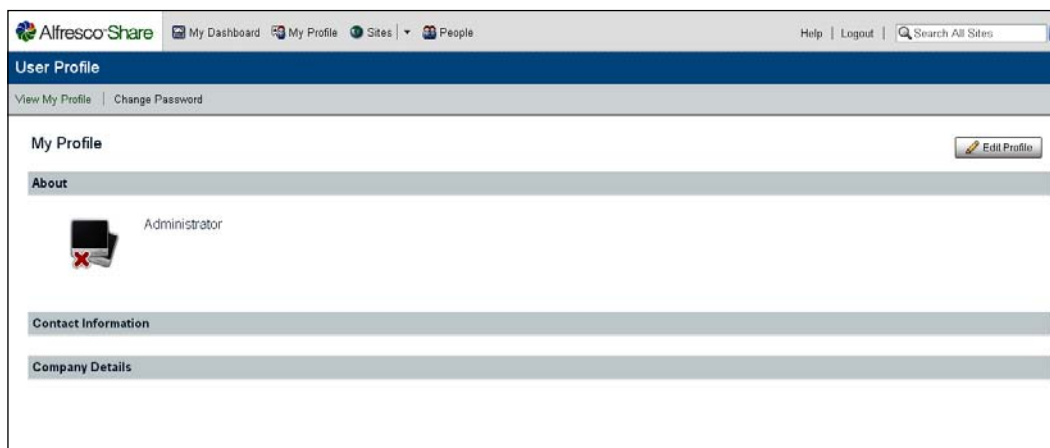 Alfresco Share My Dashboard My Profile Sites | People Help | Logout | Search All Sites
User Profile
View My Profile | Change Password
My Profile Edit Profile
About
Administrator
Contact Information
Company Details